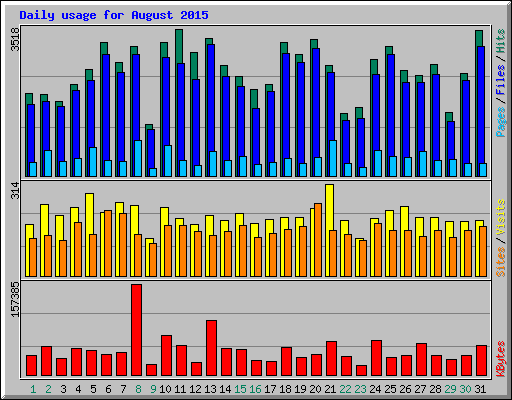 Daily usage for August 2015
3518
Pages / Files / Hits
314
Sites / Visits
157385
KBytes
1 2 3 4 5 6 7 8 9 10 11 12 13 14 15 16 17 18 19 20 21 22 23 24 25 26 27 28 29 30 31